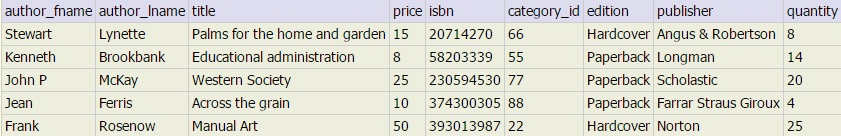 author_fname author_lname title price isbn category_id edition publisher quantity
Stewart Lynette Palms for the home and garden 15 20714270 66 Hardcover Angus & Robertson 8
Kenneth Brookbank Educational administration 8 58203339 55 Paperback Longman 14
John P McKay Western Society 25 230594530 77 Paperback Scholastic 20
Jean Ferris Across the grain 10 374300305 88 Paperback Farrar Straus Giroux 4
Frank Rosenow Manual Art 50 393013987 22 Hardcover Norton 25